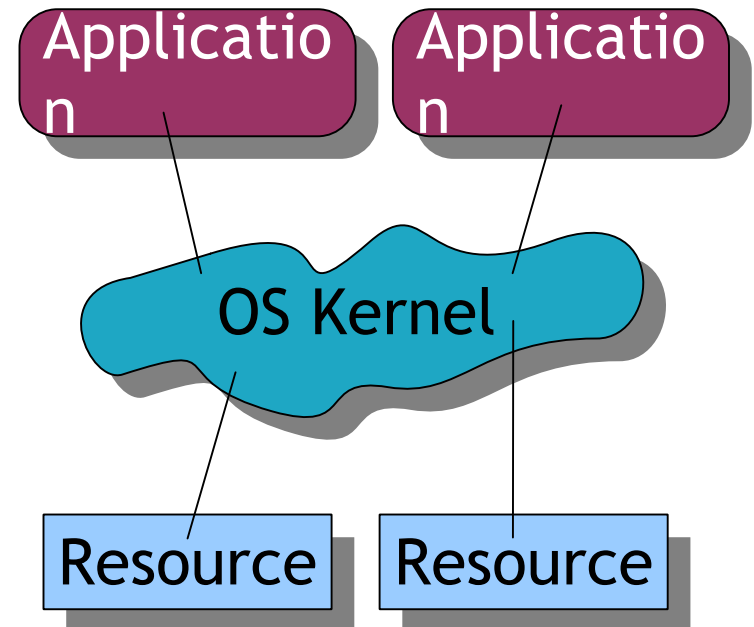 Applicatio
n
Applicatio
n
OS Kernel
Resource
Resource